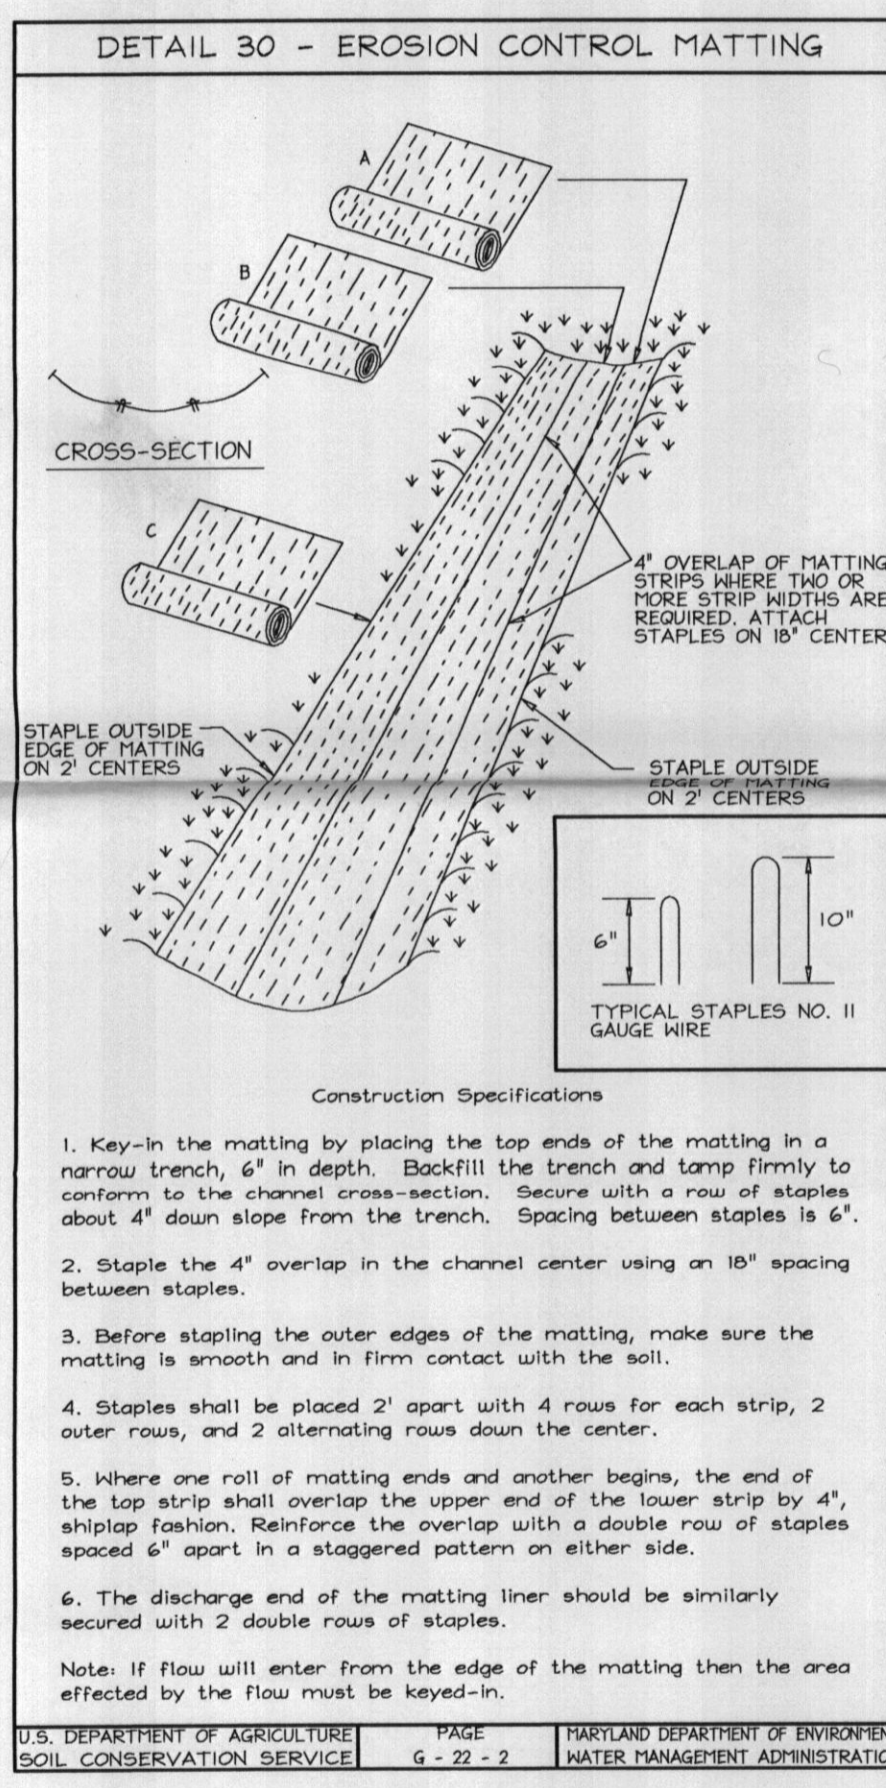 DETAIL 30 - EROSION CONTROL MATTING
A
B
CROSS-SECTION
C
4" OVERLAP OF MATTING
STRIPS WHERE TWO OR
MORE STRIP WIDTHS ARE
REQUIRED. ATTACH
STAPLES ON 18" CENTER
STAPLE OUTSIDE
EDGE OF MATTING
ON 2' CENTERS
STAPLE OUTSIDE
EDGE OF MATTING
ON 2' CENTERS
6"
10"
TYPICAL STAPLES NO. 11
GAUGE WIRE
Construction Specifications
1. Key-in the matting by placing the top ends of the matting in a
narrow trench, 6" in depth. Backfill the trench and tamp firmly to
conform to the channel cross-section. Secure with a row of staples
about 4" down slope from the trench. Spacing between staples is 6".
2. Staple the 4" overlap in the channel center using an 18" spacing
between staples.
3. Before stapling the outer edges of the matting, make sure the
matting is smooth and in firm contact with the soil.
4. Staples shall be placed 2' apart with 4 rows for each strip, 2
outer rows, and 2 alternating rows down the center.
5. Where one roll of matting ends and another begins, the end of
the top strip shall overlap the upper end of the lower strip by 4",
shiplap fashion. Reinforce the overlap with a double row of staples
spaced 6" apart in a staggered pattern on either side.
6. The discharge end of the matting liner should be similarly
secured with 2 double rows of staples.
Note: If flow will enter from the edge of the matting then the area
effected by the flow must be keyed-in.
U.S. DEPARTMENT OF AGRICULTURE
SOIL CONSERVATION SERVICE
PAGE
G - 22 - 2
MARYLAND DEPARTMENT OF ENVIRONMEN
WATER MANAGEMENT ADMINISTRATIO